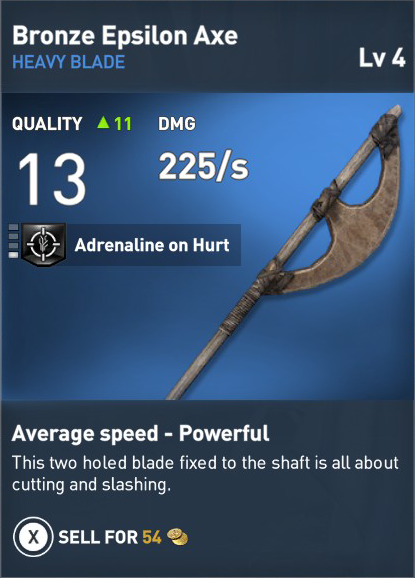 Bronze Epsilon Axe
HEAVY BLADE
Lv 4
QUALITY ▲11 DMG
13 225/s
Adrenaline on Hurt
Average speed - Powerful
This two holed blade fixed to the shaft is all about
cutting and slashing.
X SELL FOR 54